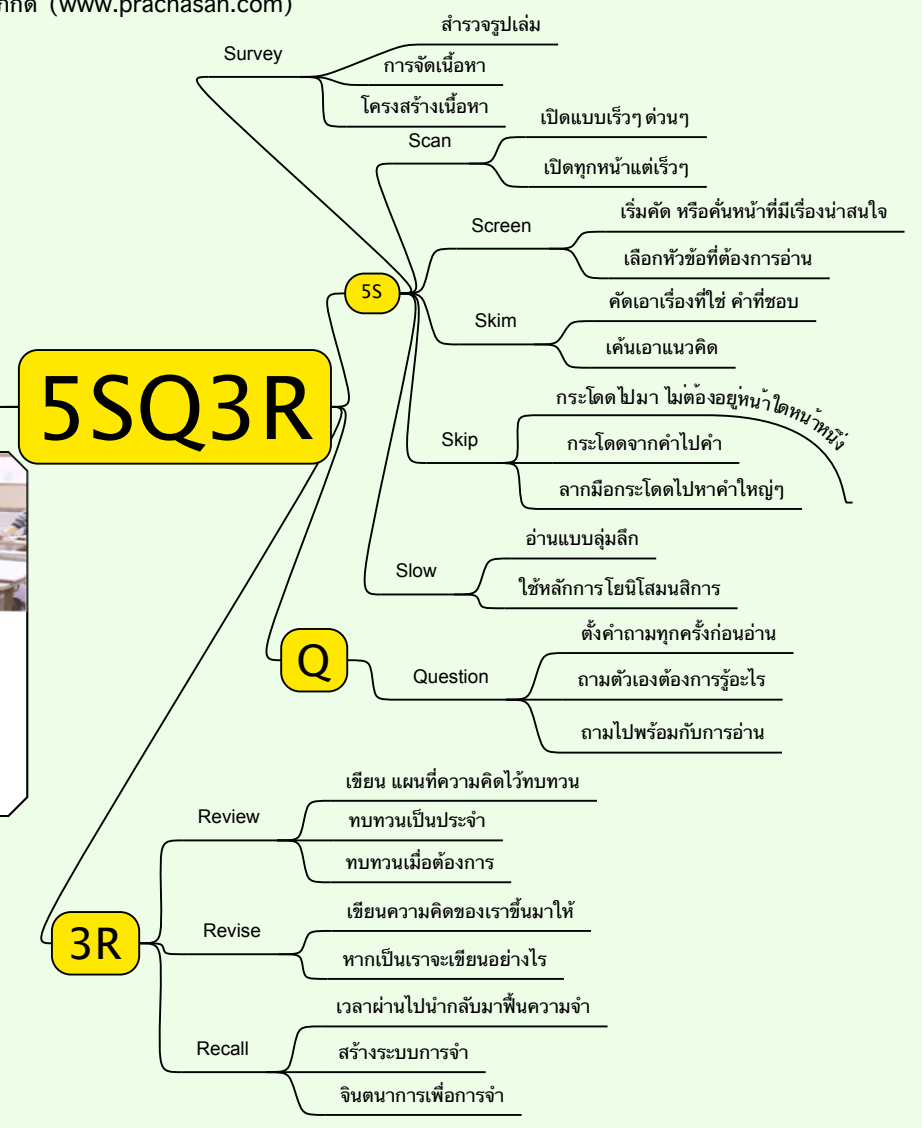 (www.prachasan.com)
5SQ3R
5S
Survey
สำรวจรูปเล่ม
การจัดเนื้อหา
โครงสร้างเนื้อหา
Scan
เปิดแบบเร็วๆ ด่วนๆ
เปิดทุกหน้าแต่เร็วๆ
Screen
เริ่มคัด หรือคั่นหน้าที่มีเรื่องน่าสนใจ
เลือกหัวข้อที่ต้องการอ่าน
Skim
คัดเอาเรื่องที่ใช่ คำที่ชอบ
เค้นเอาแนวคิด
Skip
กระโดดไปมา ไม่ต้องอยู่หน้าใดหน้าหนึ่ง
กระโดดจากคำไปคำ
ลากมือกระโดดไปหาคำใหญ่ๆ
Slow
อ่านแบบลุ่มลึก
ใช้หลักการโยนิโสมนสิการ
Q
Question
ตั้งคำถามทุกครั้งก่อนอ่าน
ถามตัวเองต้องการรู้อะไร
ถามไปพร้อมกับการอ่าน
3R
Review
เขียน แผนที่ความคิดไว้ทบทวน
ทบทวนเป็นประจำ
ทบทวนเมื่อต้องการ
Revise
เขียนความคิดของเราขึ้นมาให้
หากเป็นเราจะเขียนอย่างไร
Recall
เวลาผ่านไปนำกลับมาฟื้นความจำ
สร้างระบบการจำ
จินตนาการเพื่อการจำ